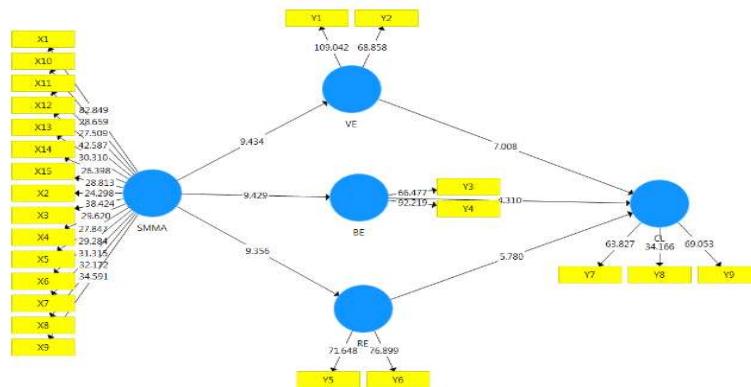 Y1 Y2
X1
X10
X11
X12
X13
X14
X15
X2
X3
X4
X5
X6
X7
X8
X9
109.042 68.858
VE
82.849
28.659
27.509
42.587
30.310
26.398
28.813
24.298
38.424
29.620
27.847
29.284
31.315
32.172
34.591
SMMA
9.434
9.429
9.356
7.008
66.477
92.219
Y3
Y4
4.310
BE
5.780
CL
63.827 34.166 69.053
Y7 Y8 Y9
RE
71.648 76.899
Y5 Y6